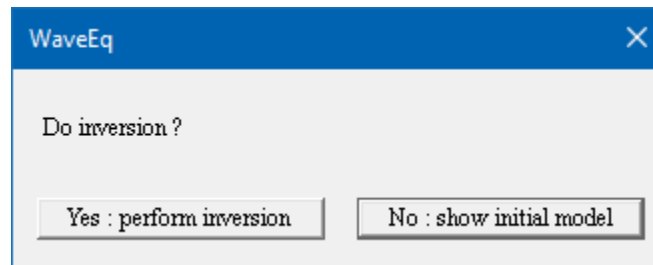 WaveEq
Do inversion ?
Yes : perform inversion
No : show initial model